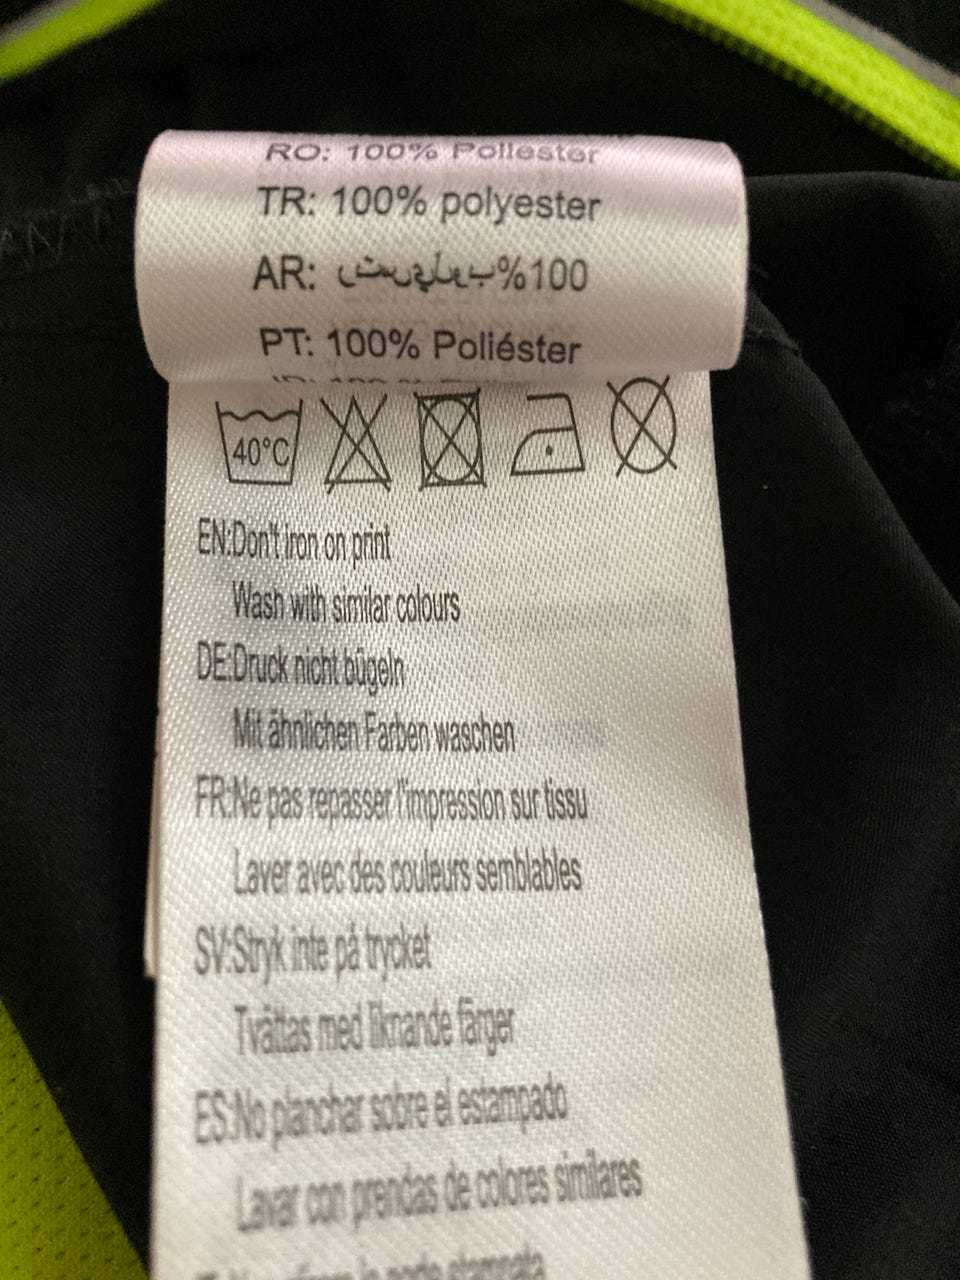 RO: 100% Poliester
TR: 100% polyester
AR: %100
PT: 100% Poliéster
40°C
EN:Don't iron on print
Wash with similar colours
DE:Druck nicht bügeln
Mit ähnlichen Farben waschen
FR:Ne pas repasser l'impression sur tissu
Laver avec des couleurs semblables
SV:Stryk inte på trycket
Tvättas med liknande färger
ES:No planchar sobre el estampado
Lavar con prendas de colores similares